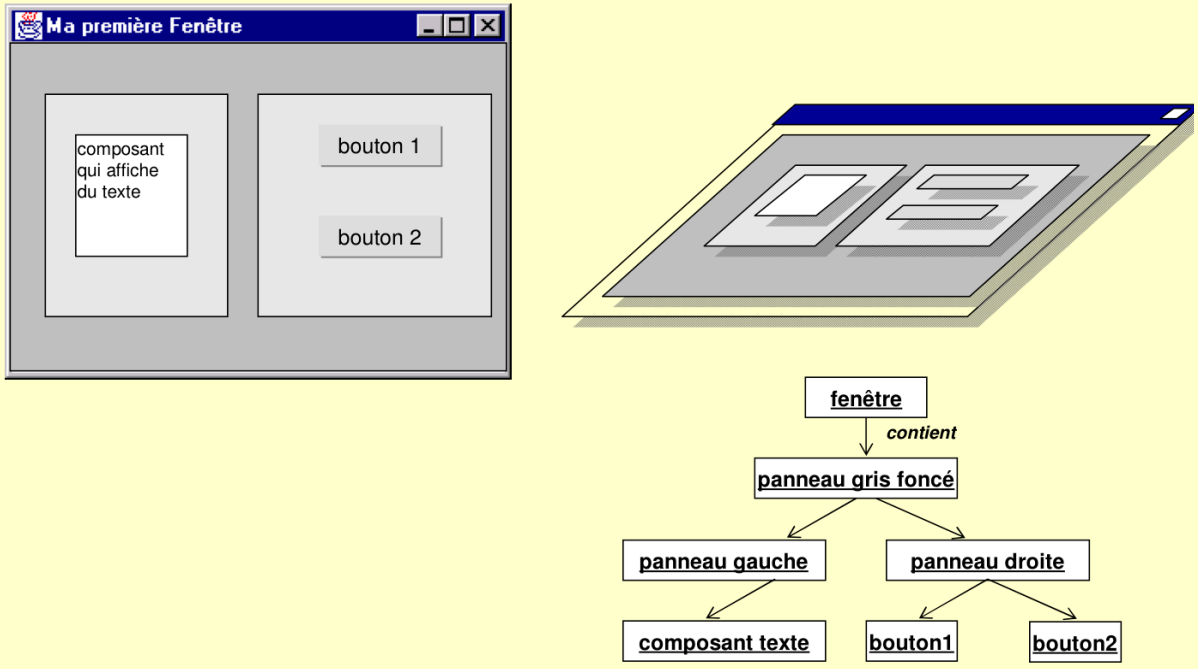 Ma première Fenêtre
composant
qui affiche
du texte
bouton 1
bouton 2
fenêtre
contient
panneau gris foncé
panneau gauche
panneau droite
composant texte
bouton1
bouton2